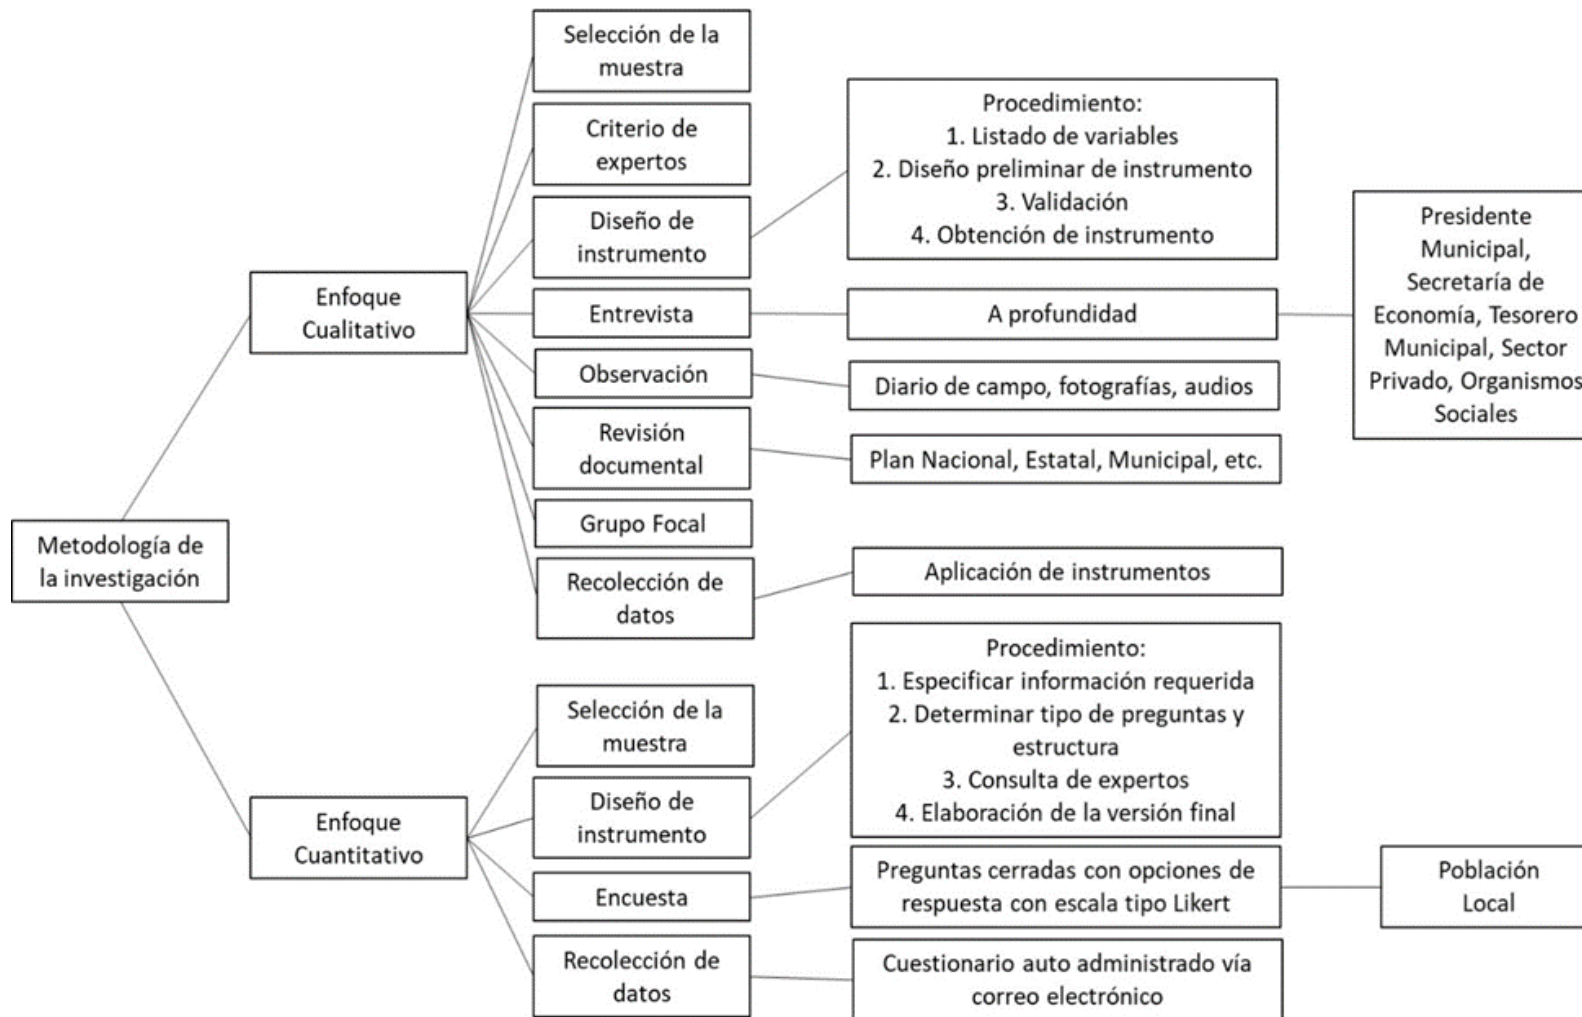 Metodología de
la investigación
Enfoque
Cualitativo
Selección de la
muestra
Criterio de
expertos
Diseño de
instrumento
Procedimiento:
1. Listado de variables
2. Diseño preliminar de instrumento
3. Validación
4. Obtención de instrumento
Entrevista
A profundidad
Presidente
Municipal,
Secretaría de
Economía, Tesorero
Municipal, Sector
Privado, Organismos
Sociales
Observación
Diario de campo, fotografías, audios
Revisión
documental
Plan Nacional, Estatal, Municipal, etc.
Grupo Focal
Recolección de
datos
Aplicación de instrumentos
Enfoque
Cuantitativo
Selección de la
muestra
Diseño de
instrumento
Procedimiento:
1. Especificar información requerida
2. Determinar tipo de preguntas y
estructura
3. Consulta de expertos
4. Elaboración de la versión final
Encuesta
Preguntas cerradas con opciones de
respuesta con escala tipo Likert
Población
Local
Recolección de
datos
Cuestionario auto administrado vía
correo electrónico